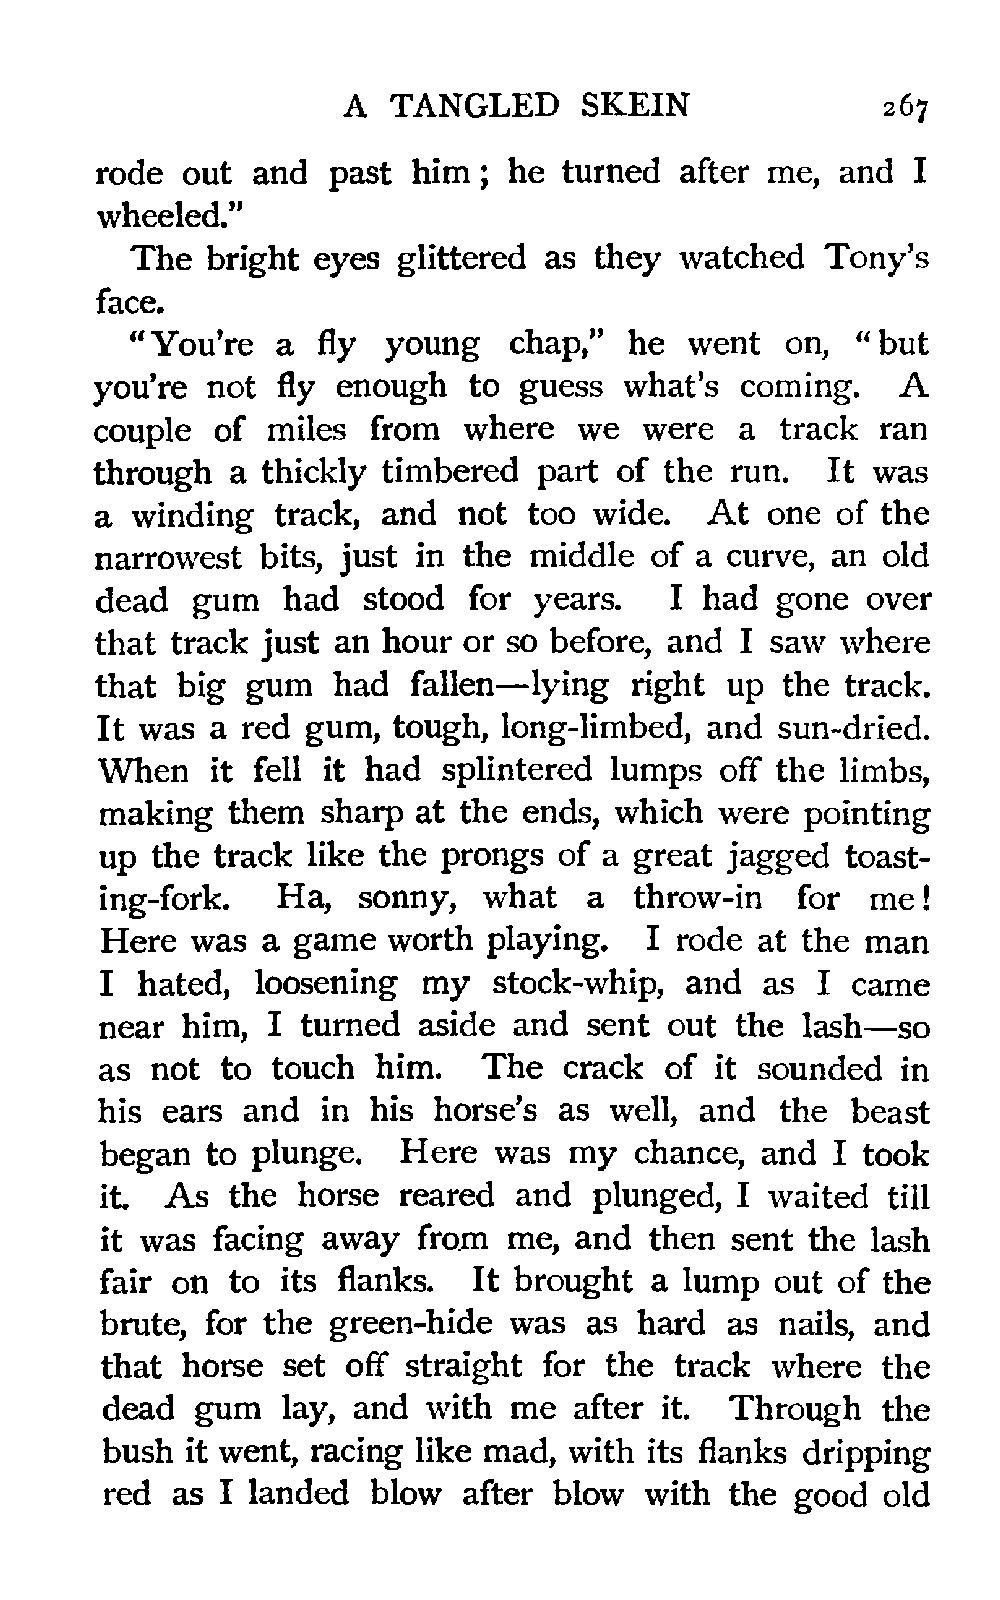 A TANGLED SKEIN 267
rode out and past him ; he turned after me, and I
wheeled."
The bright eyes glittered as they watched Tony's
face.
"You're a fly young chap," he went on, "but
you're not fly enough to guess what's coming. A
couple of miles from where we were a track ran
through a thickly timbered part of the run. It was
a winding track, and not too wide. At one of the
narrowest bits, just in the middle of a curve, an old
dead gum had stood for years. I had gone over
that track just an hour or so before, and I saw where
that big gum had fallen—lying right up the track.
It was a red gum, tough, long-limbed, and sun-dried.
When it fell it had splintered lumps off the limbs,
making them sharp at the ends, which were pointing
up the track like the prongs of a great jagged toast-
ing-fork. Ha, sonny, what a throw-in for me!
Here was a game worth playing. I rode at the man
I hated, loosening my stock-whip, and as I came
near him, I turned aside and sent out the lash—so
as not to touch him. The crack of it sounded in
his ears and in his horse's as well, and the beast
began to plunge. Here was my chance, and I took
it. As the horse reared and plunged, I waited till
it was facing away from me, and then sent the lash
fair on to its flanks. It brought a lump out of the
brute, for the green-hide was as hard as nails, and
that horse set off straight for the track where the
dead gum lay, and with me after it. Through the
bush it went, racing like mad, with its flanks dripping
red as I landed blow after blow with the good old